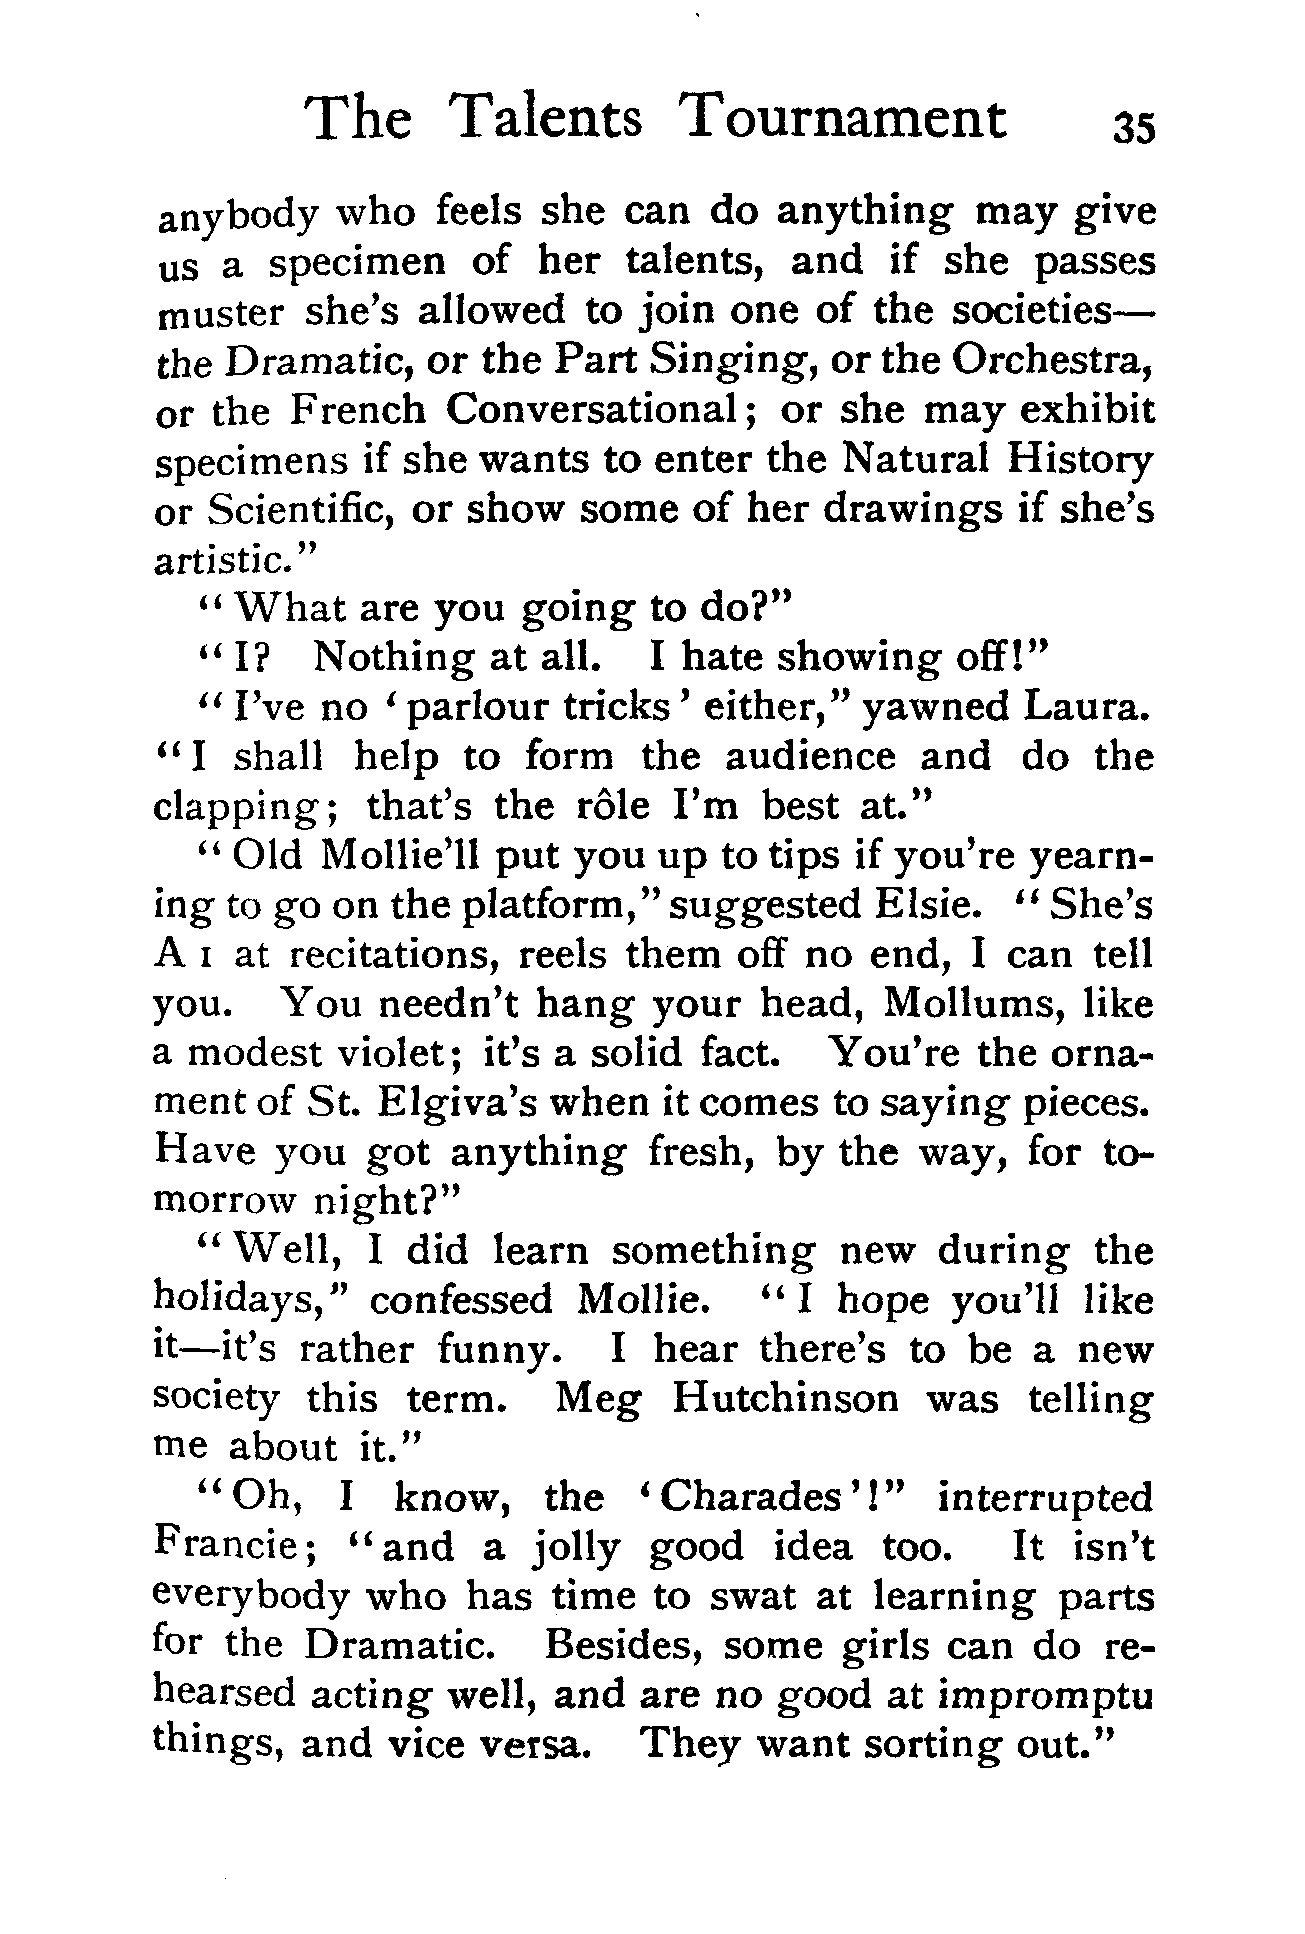 The Talents Tournament 35
anybody who feels she can do anything may give
us a specimen of her talents, and if she passes
muster she's allowed to join one of the societies—
the Dramatic, or the Part Singing, or the Orchestra,
or the French Conversational; or she may exhibit
specimens if she wants to enter the Natural History
or Scientific, or show some of her drawings if she's
artistic."
"What are you going to do?"
"I? Nothing at all. I hate showing off!"
"I've no 'parlour tricks' either," yawned Laura.
"I shall help to form the audience and do the
clapping; that's the rôle I'm best at."
"Old Mollie'll put you up to tips if you're yearn-
ing to go on the platform," suggested Elsie. "She's
A 1 at recitations, reels them off no end, I can tell
you. You needn't hang your head, Mollums, like
a modest violet; it's a solid fact. You're the orna-
ment of St. Elgiva's when it comes to saying pieces.
Have you got anything fresh, by the way, for to-
morrow night?"
"Well, I did learn something new during the
holidays," confessed Mollie. "I hope you'll like
it—it's rather funny. I hear there's to be a new
society this term. Meg Hutchinson was telling
me about it."
"Oh, I know, the 'Charades'!" interrupted
Francie; "and a jolly good idea too. It isn't
everybody who has time to swat at learning parts
for the Dramatic. Besides, some girls can do re-
hearsed acting well, and are no good at impromptu
things, and vice versa. They want sorting out."